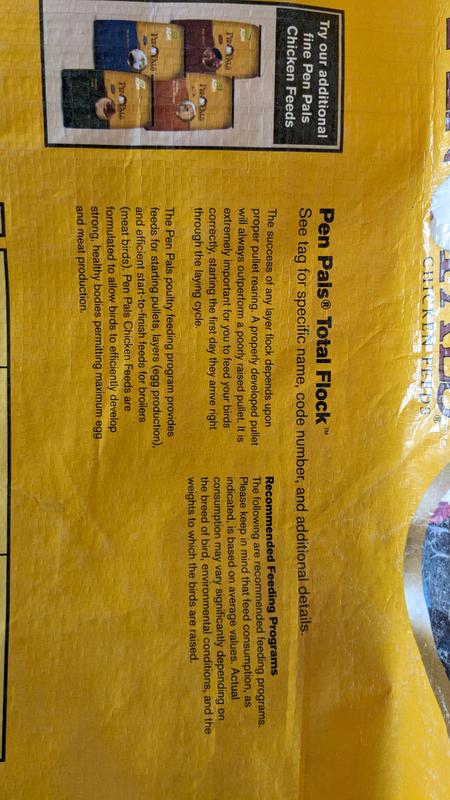 CHICKEN FEEDS®
Try our additional
fine Pen Pals
Chicken Feeds
Pen Pals® Total Flock™
See tag for specific name, code number, and additional details.
The success of any layer flock depends upon
proper pullet rearing. A properly developed pullet
will always outperform a poorly raised pullet. It is
extremely important for you to feed your birds
correctly, starting the first day they arrive right
through the laying cycle.
The Pen Pals poultry feeding program provides
feeds for starting pullets, layers (egg production),
and efficient start-to-finish feeds for broilers
(meat birds). Pen Pals Chicken Feeds are
formulated to allow birds to efficiently develop
strong, healthy bodies permitting maximum egg
and meat production.
Recommended Feeding Programs
The following are recommended feeding programs.
Please keep in mind that feed consumption, as
indicated, is based on average values. Actual
consumption may vary significantly depending on
the breed of bird, environmental conditions, and the
weights to which the birds are raised.